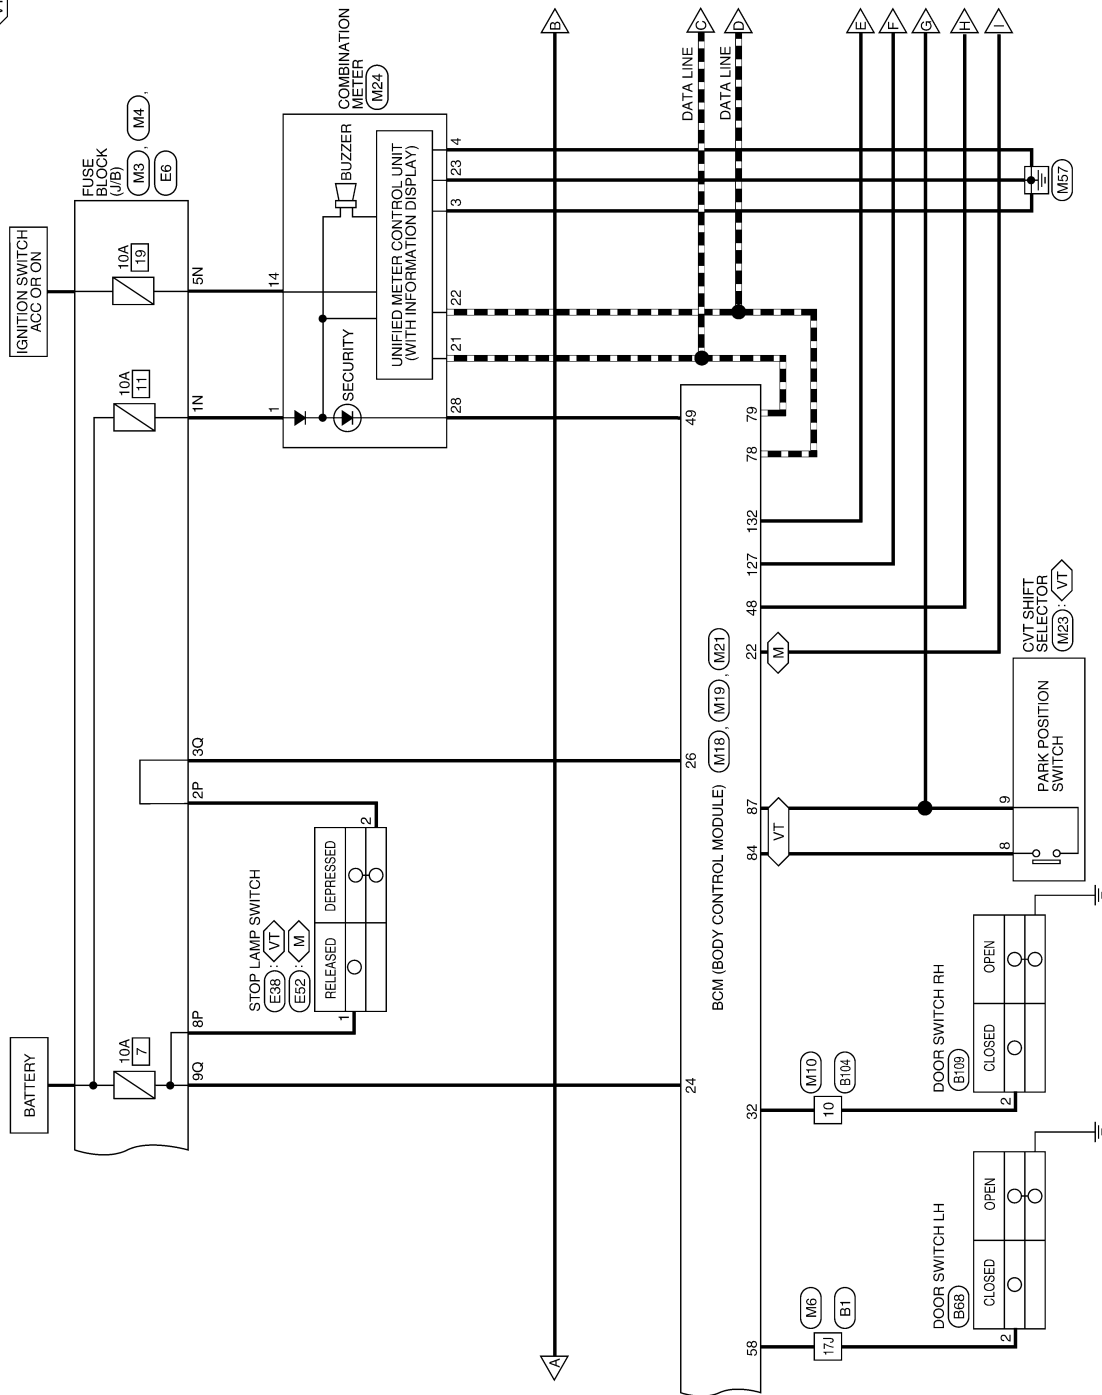 BATTERY
IGNITION SWITCH
ACC OR ON
FUSE
BLOCK
(J/B)
M3 , M4 ,
E6
10A
7
10A
11
10A
19
9Q
8P
2P
3Q
1N
5N
STOP LAMP SWITCH
E38 : VT
E52 : M
RELEASED
DEPRESSED
1
2
COMBINATION
METER
M24
1
14
SECURITY
BUZZER
UNIFIED METER CONTROL UNIT
(WITH INFORMATION DISPLAY)
28
21
22
3
23
4
A
B
DATA LINE
C
DATA LINE
D
24
26
49
BCM (BODY CONTROL MODULE) M18 , M19 , M21
58
32
84
87
22
48
127
132
78
79
VT
M
M6
17J
B1
M10
10
B104
DOOR SWITCH LH
B68
CLOSED
OPEN
2
DOOR SWITCH RH
B109
CLOSED
OPEN
2
CVT SHIFT
SELECTOR
M23 : VT
PARK POSITION
SWITCH
8
9
E
F
G
H
I
M57